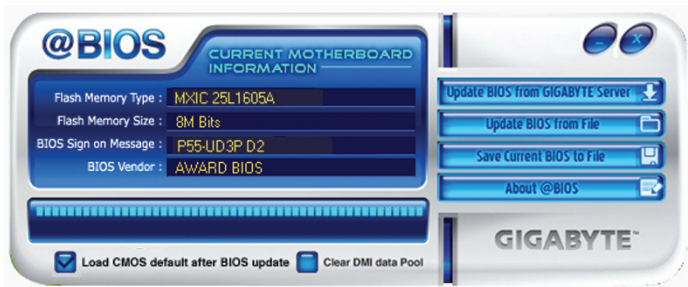 @BIOS
CURRENT MOTHERBOARD
INFORMATION
Flash Memory Type : MXIC 25L1605A
Flash Memory Size : 8M Bits
BIOS Sign on Message : P55-UD3P D2
BIOS Vendor : AWARD BIOS
Update BIOS from GIGABYTE Server
Update BIOS from File
Save Current BIOS to File
About @BIOS
Load CMOS default after BIOS update
Clear DMI data Pool
GIGABYTE™